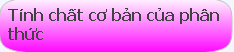 Tính chất cơ bản của phân
thức